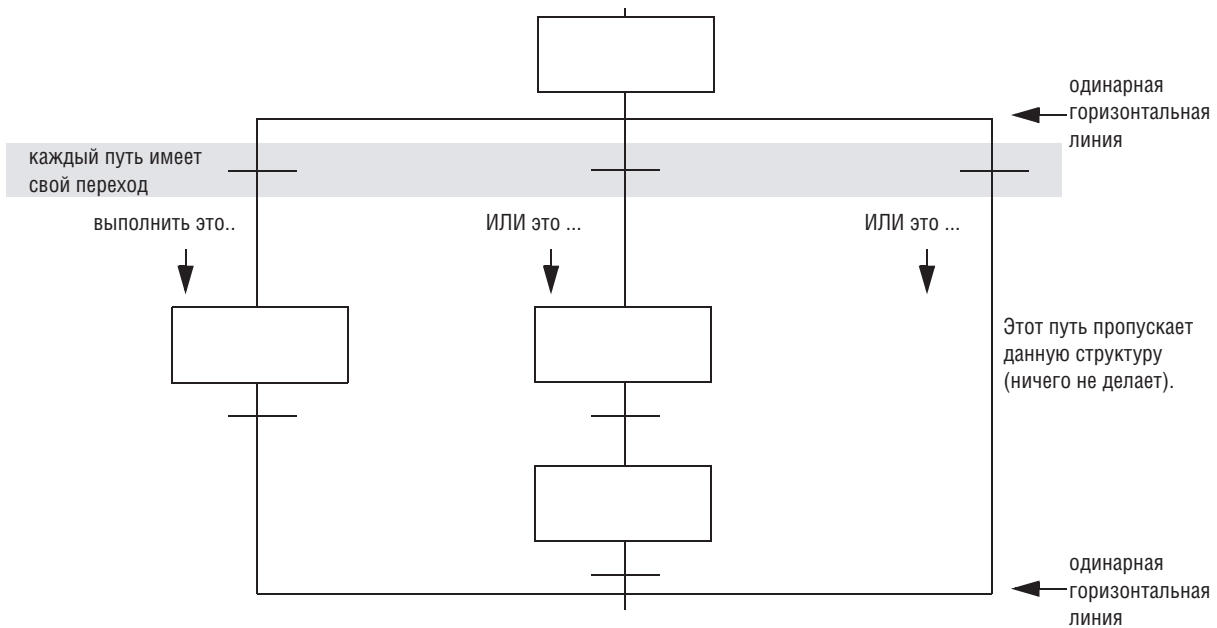 одинарная
горизонтальная
линия
каждый путь имеет
свой переход
выполнить это..
ИЛИ это ...
ИЛИ это ...
Этот путь пропускает
данную структуру
(ничего не делает).
одинарная
горизонтальная
линия